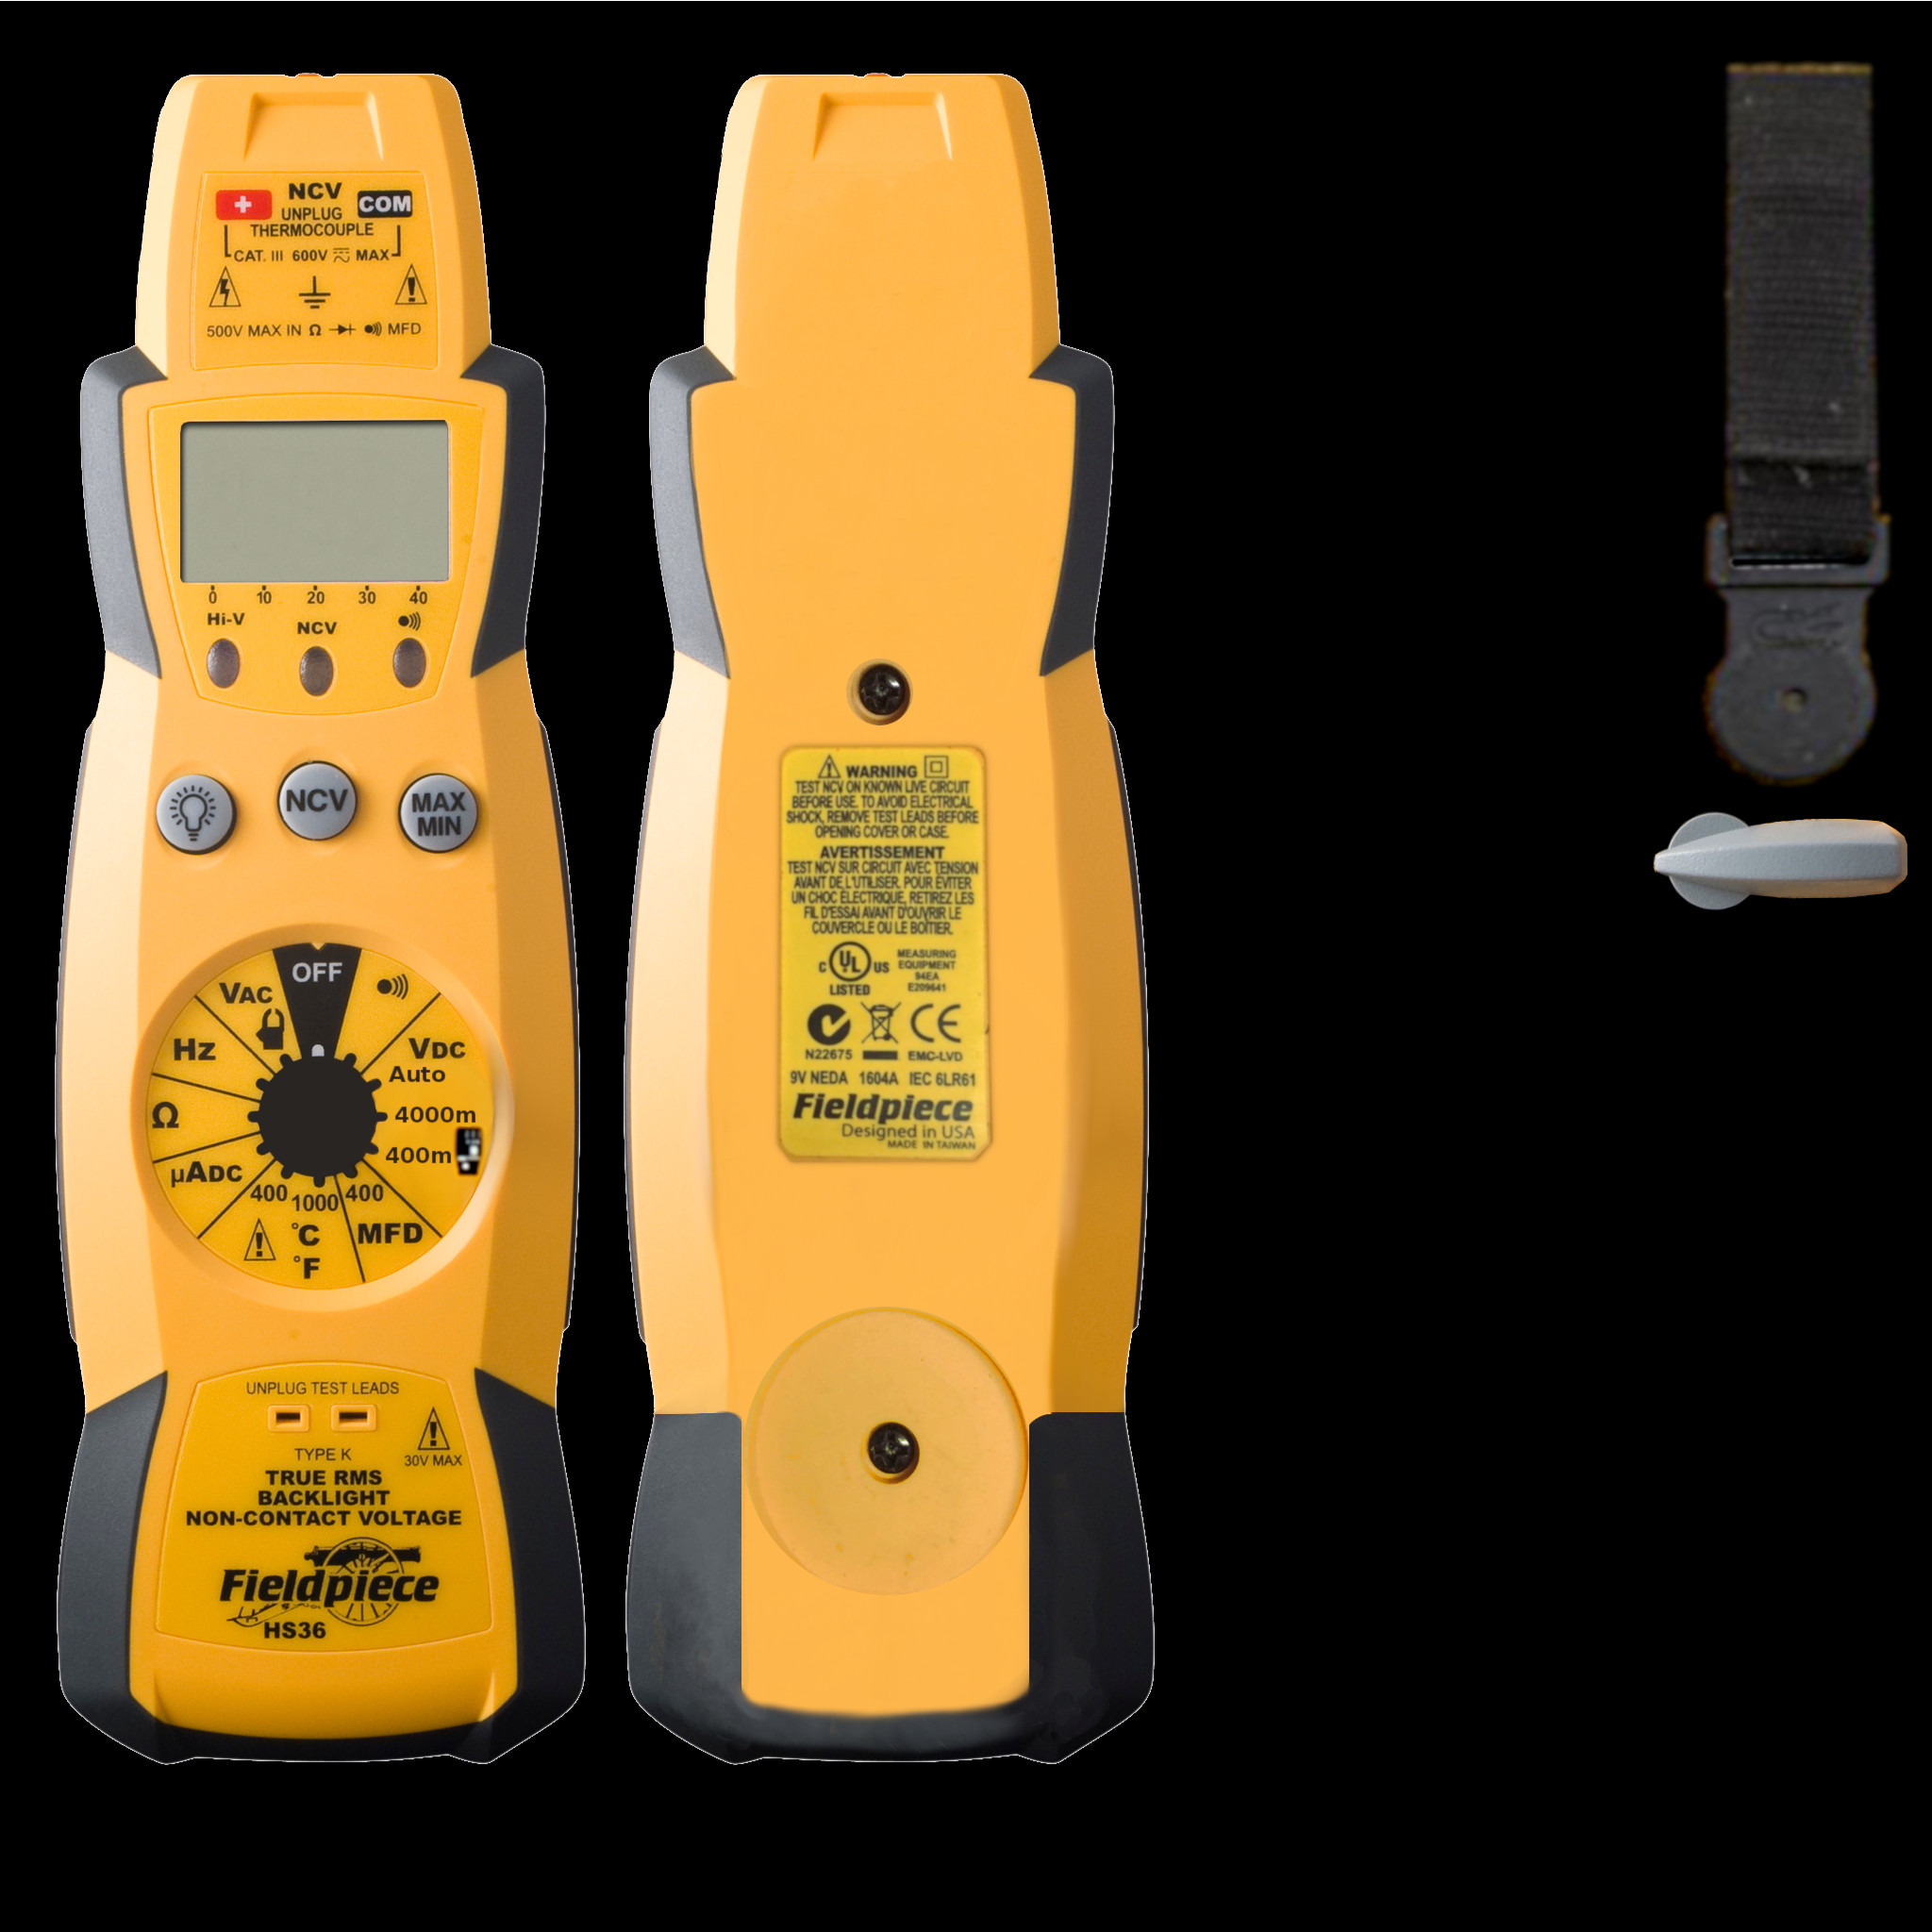 NCV
COM
UNPLUG
THERMOCOUPLE
CAT. III 600V MAX
500V MAX IN Ω MFD
0 10 20 30 40
Hi-V
NCV
NCV
MAX
MIN
OFF
VAC
Hz
Ω
µADC
VDC
Auto
4000m
400m
400 1000 400
°C
°F
MFD
UNPLUG TEST LEADS
TYPE K
30V MAX
TRUE RMS
BACKLIGHT
NON-CONTACT VOLTAGE
Fieldpiece
HS36
WARNING
TEST NCV ON KNOWN LIVE CIRCUIT
BEFORE USE. TO AVOID ELECTRICAL
SHOCK, REMOVE TEST LEADS BEFORE
OPENING COVER OR CASE.
AVERTISSEMENT
TEST NCV SUR CIRCUIT AVEC TENSION
AVANT DE L'UTILISER. POUR ÉVITER
UN CHOC ÉLECTRIQUE, RETIREZ LES
FIL D'ESSAI AVANT D'OUVRIR LE
COUVERCLE OU LE BOÎTIER.
C UL US
LISTED
MEASURING
EQUIPMENT
94EA
E209641
CE
N22675
EMC-LVD
9V NEDA 1604A IEC 6LR61
Fieldpiece
Designed in USA
MADE IN TAIWAN